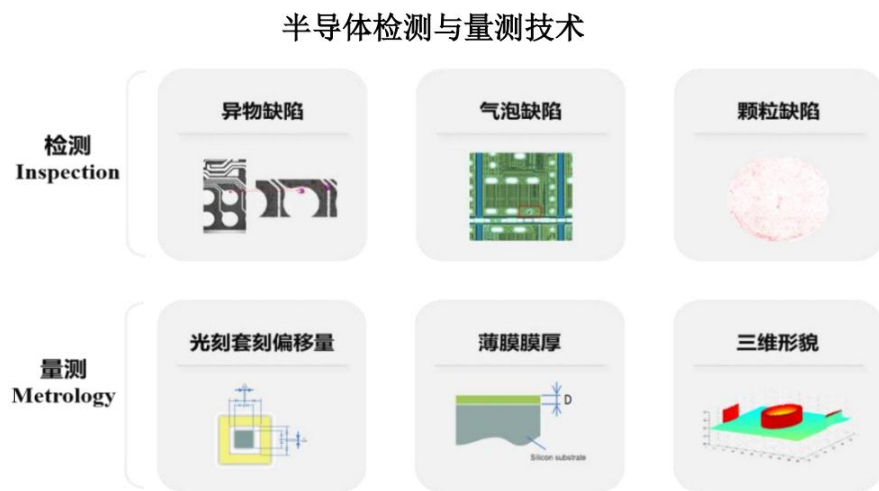 半导体检测与量测技术
检测
Inspection
异物缺陷
气泡缺陷
颗粒缺陷
量测
Metrology
光刻套刻偏移量
薄膜膜厚
三维形貌
D
Silicon substrate